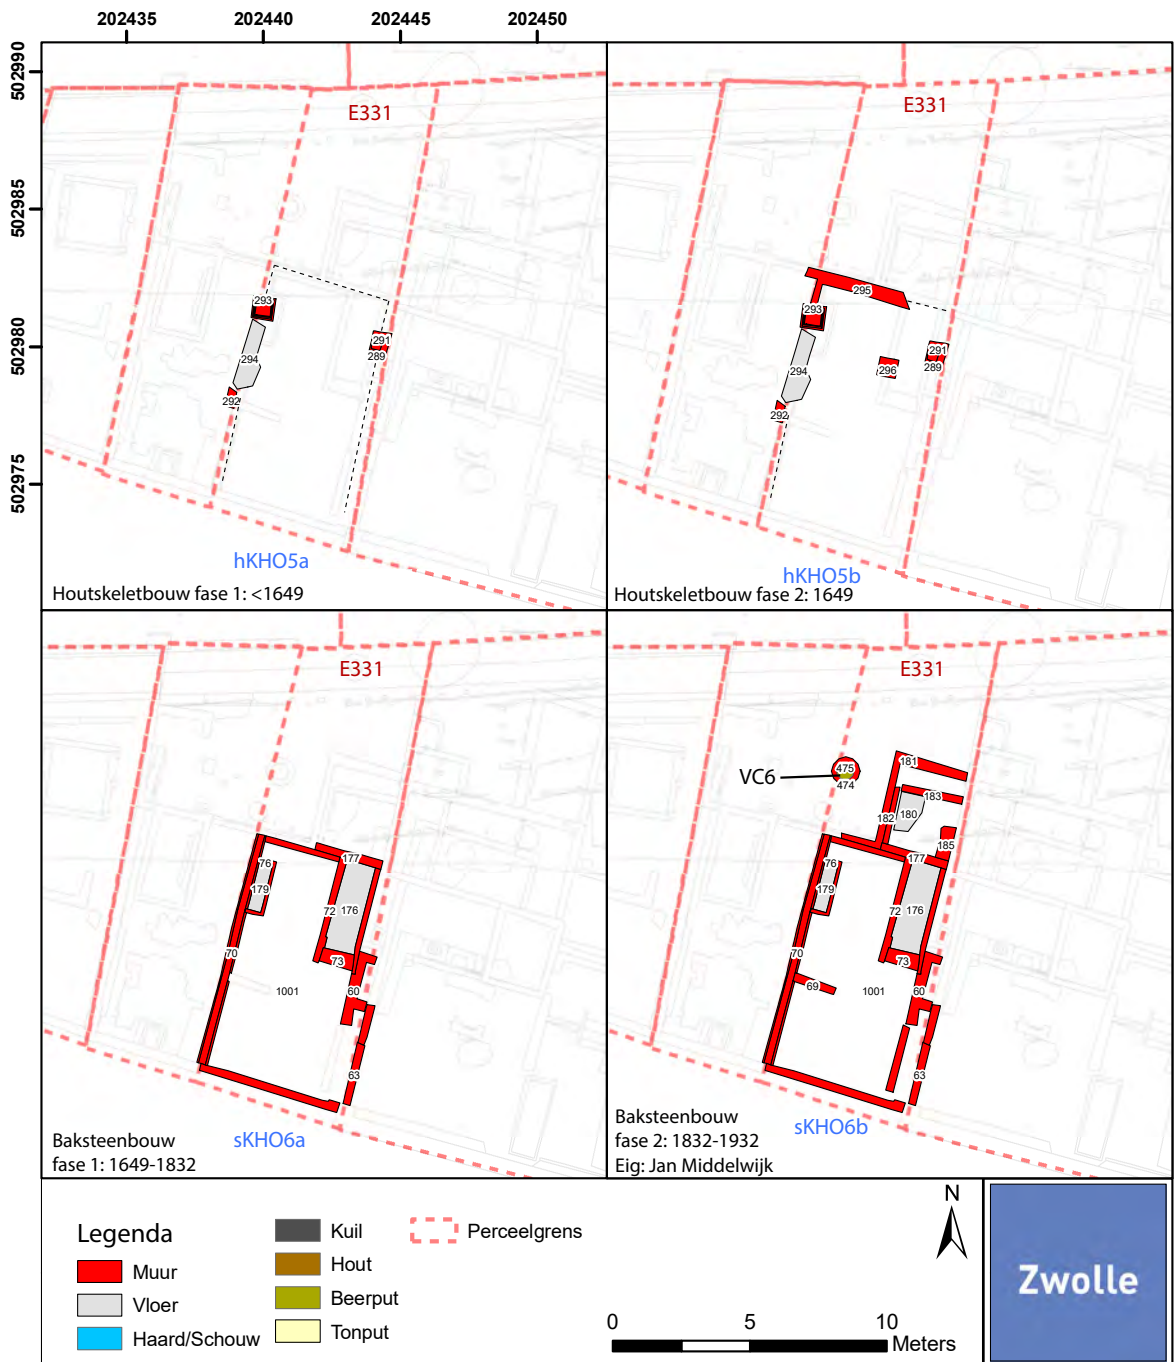 202435 202440 202445 202450
502990
502985
502980
502975
E331
293
294
292
291
289
hKHO5a
Houtskeletbouw fase 1: <1649
E331
295
293
294
292
296
291
289
hKHO5b
Houtskeletbouw fase 2: 1649
E331
177
76
179
72
176
70
73
1001
60
63
sKHO6a
Baksteenbouw
fase 1: 1649-1832
E331
VC6
475
474
181
183
180
182
185
177
76
179
72
176
70
73
69
1001
60
63
sKHO6b
Baksteenbouw
fase 2: 1832-1932
Eig: Jan Middelwijk
Legenda
Muur
Vloer
Haard/Schouw
Kuil
Hout
Beerput
Tonput
Perceelgrens
N
0 5 10
Meters
Zwolle